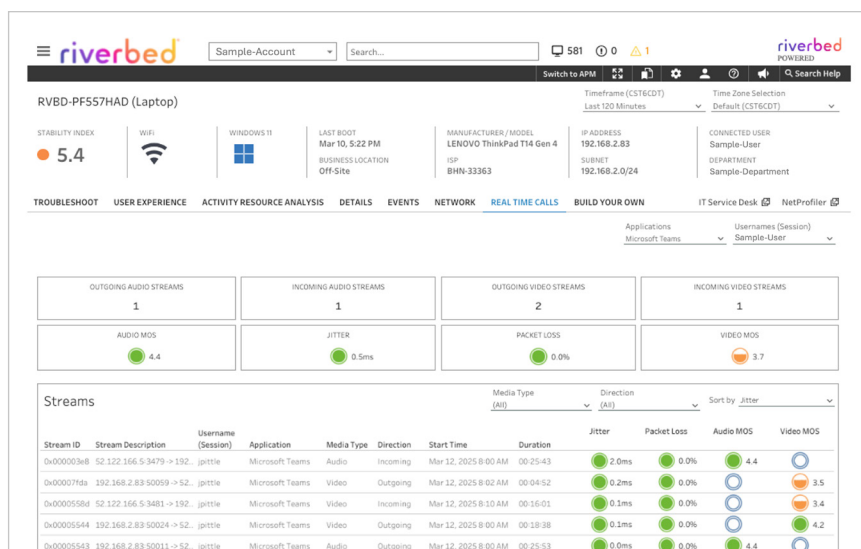 riverbed
Sample-Account
Search...
581
0
1
riverbed
POWERED
Switch to APM
Search Help
RVBD-PF557HAD (Laptop)
Timeframe (CST6CDT)
Last 120 Minutes
Time Zone Selection
Default (CST6CDT)
STABILITY INDEX
5.4
WiFi
WINDOWS 11
LAST BOOT
Mar 10, 5:22 PM
BUSINESS LOCATION
Off-Site
MANUFACTURER / MODEL
LENOVO ThinkPad T14 Gen 4
ISP
BHN-33363
IP ADDRESS
192.168.2.83
SUBNET
192.168.2.0/24
CONNECTED USER
Sample-User
DEPARTMENT
Sample-Department
TROUBLESHOOT USER EXPERIENCE ACTIVITY RESOURCE ANALYSIS DETAILS EVENTS NETWORK REAL TIME CALLS BUILD YOUR OWN IT Service Desk NetProfiler
Applications
Microsoft Teams
Usernames (Session)
Sample-User
OUTGOING AUDIO STREAMS
1
INCOMING AUDIO STREAMS
1
OUTGOING VIDEO STREAMS
2
INCOMING VIDEO STREAMS
1
AUDIO MOS
4.4
JITTER
0.5ms
PACKET LOSS
0.0%
VIDEO MOS
3.7
Streams
Media Type
(All)
Direction
(All)
Sort by Jitter
Stream ID Stream Description Username (Session) Application Media Type Direction Start Time Duration Jitter Packet Loss Audio MOS Video MOS
0x000003e8 52.122.166.5:3479 -> 192.. jpittle Microsoft Teams Audio Incoming Mar 12, 2025 8:00 AM 00:25:43 2.0ms 0.0% 4.4
0x00007fda 192.168.2.83:50059 -> 52.. jpittle Microsoft Teams Video Outgoing Mar 12, 2025 8:02 AM 00:04:52 0.2ms 0.0% 3.5
0x0000558d 52.122.166.5:3481 -> 192.. jpittle Microsoft Teams Video Incoming Mar 12, 2025 8:10 AM 00:16:01 0.1ms 0.0% 3.4
0x00005544 192.168.2.83:50024 -> 52.. jpittle Microsoft Teams Video Outgoing Mar 12, 2025 8:00 AM 00:18:38 0.1ms 0.0% 4.2
0x00005543 192.168.2.83:50011 -> 52.. jpittle Microsoft Teams Audio Outgoing Mar 12, 2025 8:00 AM 00:25:53 0.0ms 0.0% 4.4